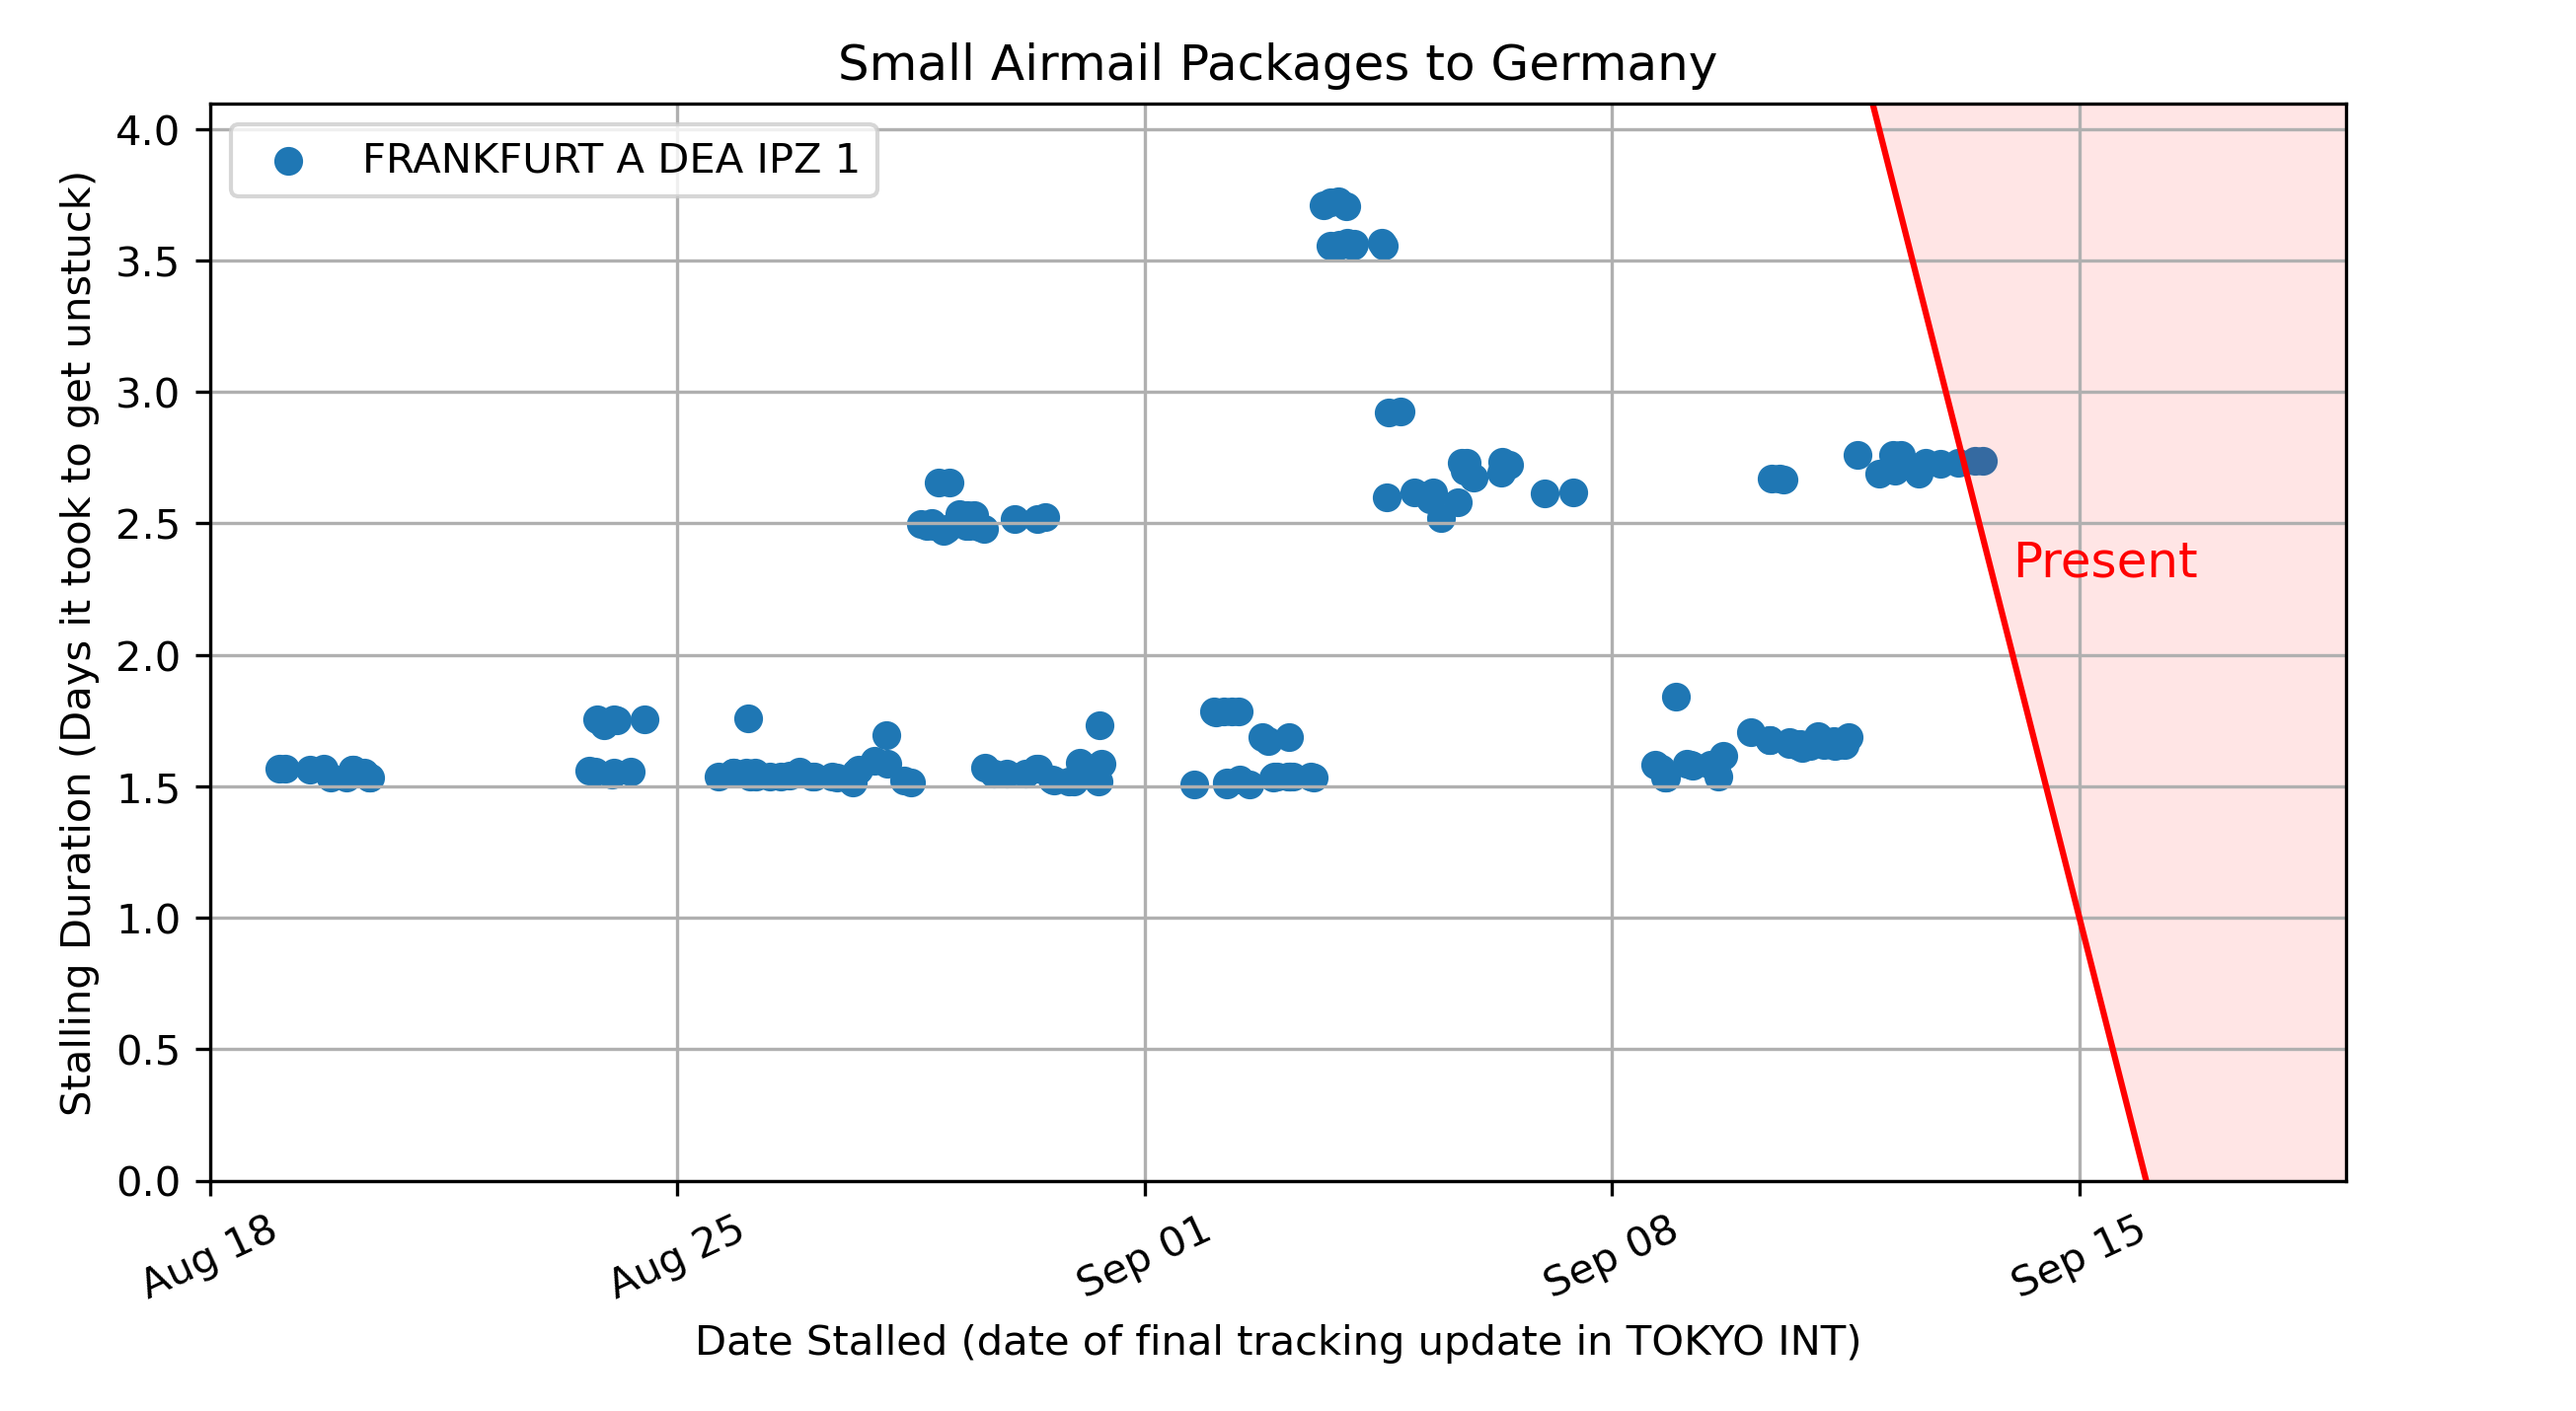 Small Airmail Packages to Germany
FRANKFURT A DEA IPZ 1
Stalling Duration (Days it took to get unstuck)
4.0
3.5
3.0
2.5
2.0
1.5
1.0
0.5
0.0
Present
Aug 18
Aug 25
Sep 01
Sep 08
Sep 15
Date Stalled (date of final tracking update in TOKYO INT)